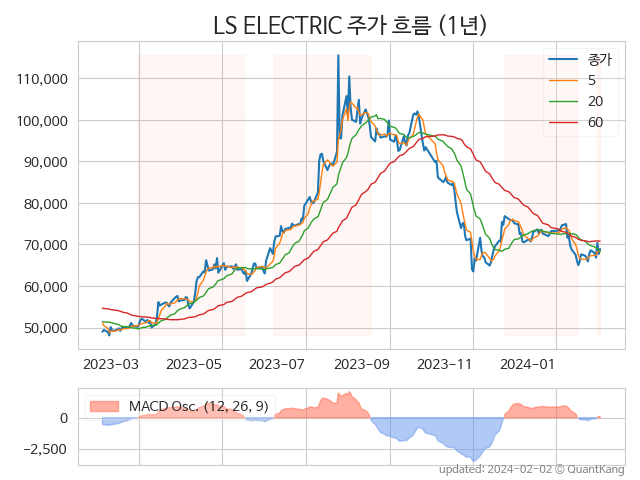 LS ELECTRIC 주가 흐름 (1년)
종가
5
20
60
110,000
100,000
90,000
80,000
70,000
60,000
50,000
2023-03 2023-05 2023-07 2023-09 2023-11 2024-01
MACD Osc. (12, 26, 9)
0
−2,500
updated: 2024-02-02 © QuantKang